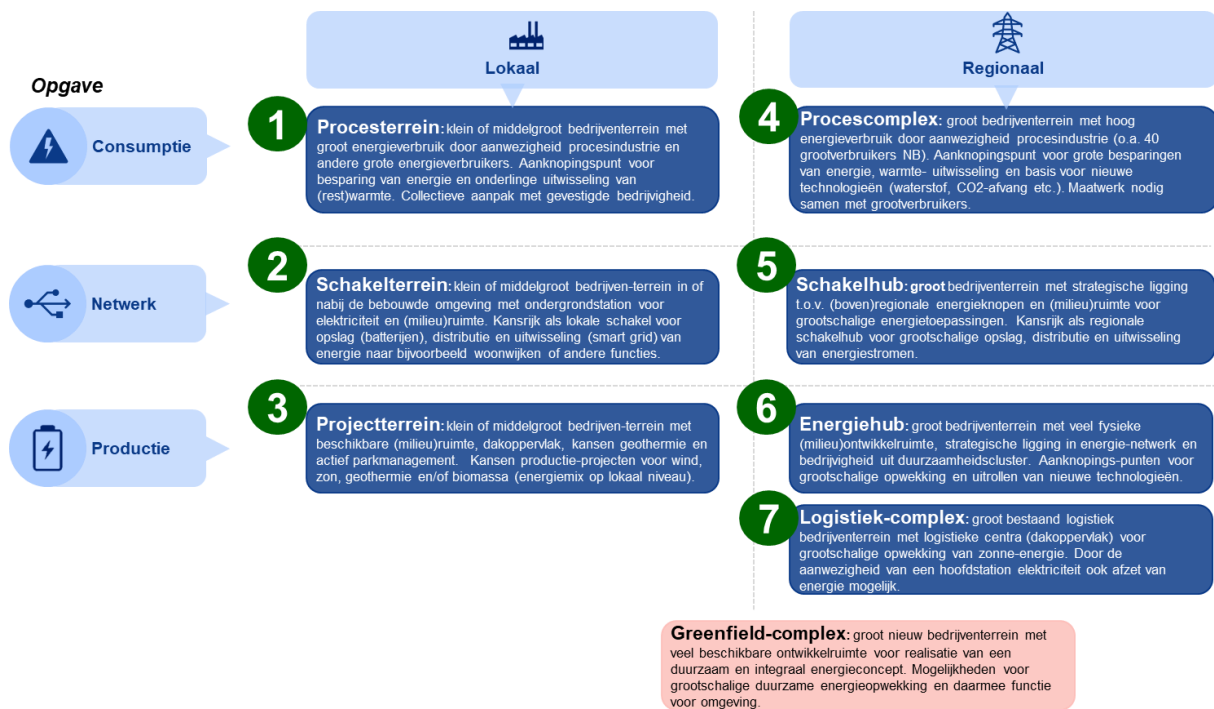 Lokaal
Regionaal
Opgave
Consumptie
1
Procesterrein: klein of middelgroot bedrijventerrein met
groot energieverbruik door aanwezigheid procesindustrie en
andere grote energieverbruikers. Aanknopingspunt voor
besparing van energie en onderlinge uitwisseling van
(rest)warmte. Collectieve aanpak met gevestigde bedrijvigheid.
4
Procescomplex: groot bedrijventerrein met hoog
energieverbruik door aanwezigheid procesindustrie (o.a. 40
grootverbruikers NB). Aanknopingspunt voor grote besparingen
van energie, warmte- uitwisseling en basis voor nieuwe
technologieën (waterstof, CO2-afvang etc.). Maatwerk nodig
samen met grootverbruikers.
Netwerk
2
Schakelterrein: klein of middelgroot bedrijven-terrein in of
nabij de bebouwde omgeving met ondergrondstation voor
elektriciteit en (milieu)ruimte. Kansrijk als lokale schakel voor
opslag (batterijen), distributie en uitwisseling (smart grid) van
energie naar bijvoorbeeld woonwijken of andere functies.
5
Schakelhub: groot bedrijventerrein met strategische ligging
t.o.v. (boven)regionale energieknopen en (milieu)ruimte voor
grootschalige energietoepassingen. Kansrijk als regionale
schakelhub voor grootschalige opslag, distributie en uitwisseling
van energiestromen.
Productie
3
Projectterrein: klein of middelgroot bedrijven-terrein met
beschikbare (milieu)ruimte, dakoppervlak, kansen geothermie en
actief parkmanagement. Kansen productie-projecten voor wind,
zon, geothermie en/of biomassa (energiemix op lokaal niveau).
6
Energiehub: groot bedrijventerrein met veel fysieke
(milieu)ontwikkelruimte, strategische ligging in energie-netwerk en
bedrijvigheid uit duurzaamheidscluster. Aanknopings-punten voor
grootschalige opwekking en uitrollen van nieuwe technologieën.
7
Logistiek-complex: groot bestaand logistiek
bedrijventerrein met logistieke centra (dakoppervlak) voor
grootschalige opwekking van zonne-energie. Door de
aanwezigheid van een hoofdstation elektriciteit ook afzet van
energie mogelijk.
Greenfield-complex: groot nieuw bedrijventerrein met
veel beschikbare ontwikkelruimte voor realisatie van een
duurzaam en integraal energieconcept. Mogelijkheden voor
grootschalige duurzame energieopwekking en daarmee functie
voor omgeving.